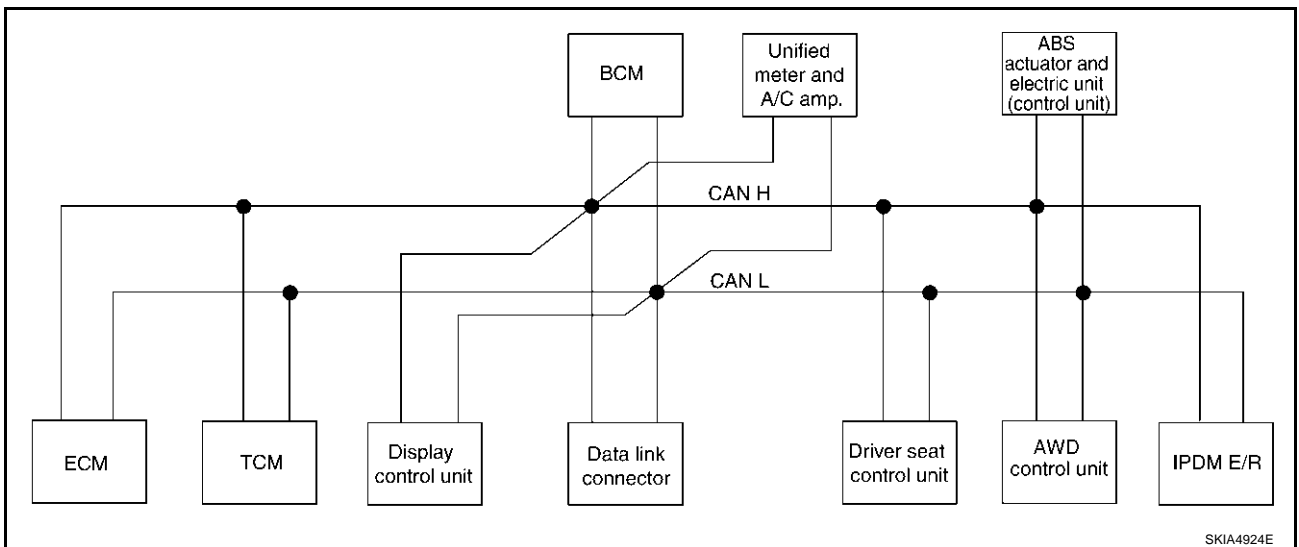 BCM
Unified
meter and
A/C amp.
ABS
actuator and
electric unit
(control unit)
CAN H
CAN L
ECM
TCM
Display
control unit
Data link
connector
Driver seat
control unit
AWD
control unit
IPDM E/R
SKIA4924E